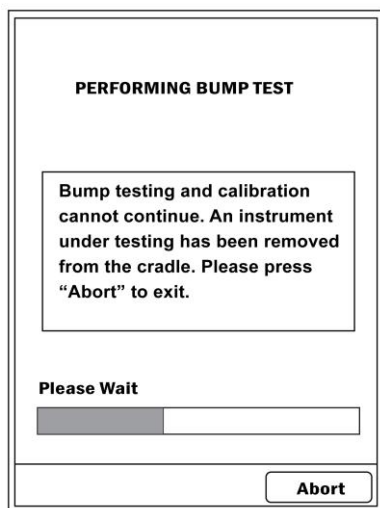 PERFORMING BUMP TEST
Bump testing and calibration
cannot continue. An instrument
under testing has been removed
from the cradle. Please press
“Abort” to exit.
Please Wait
Abort